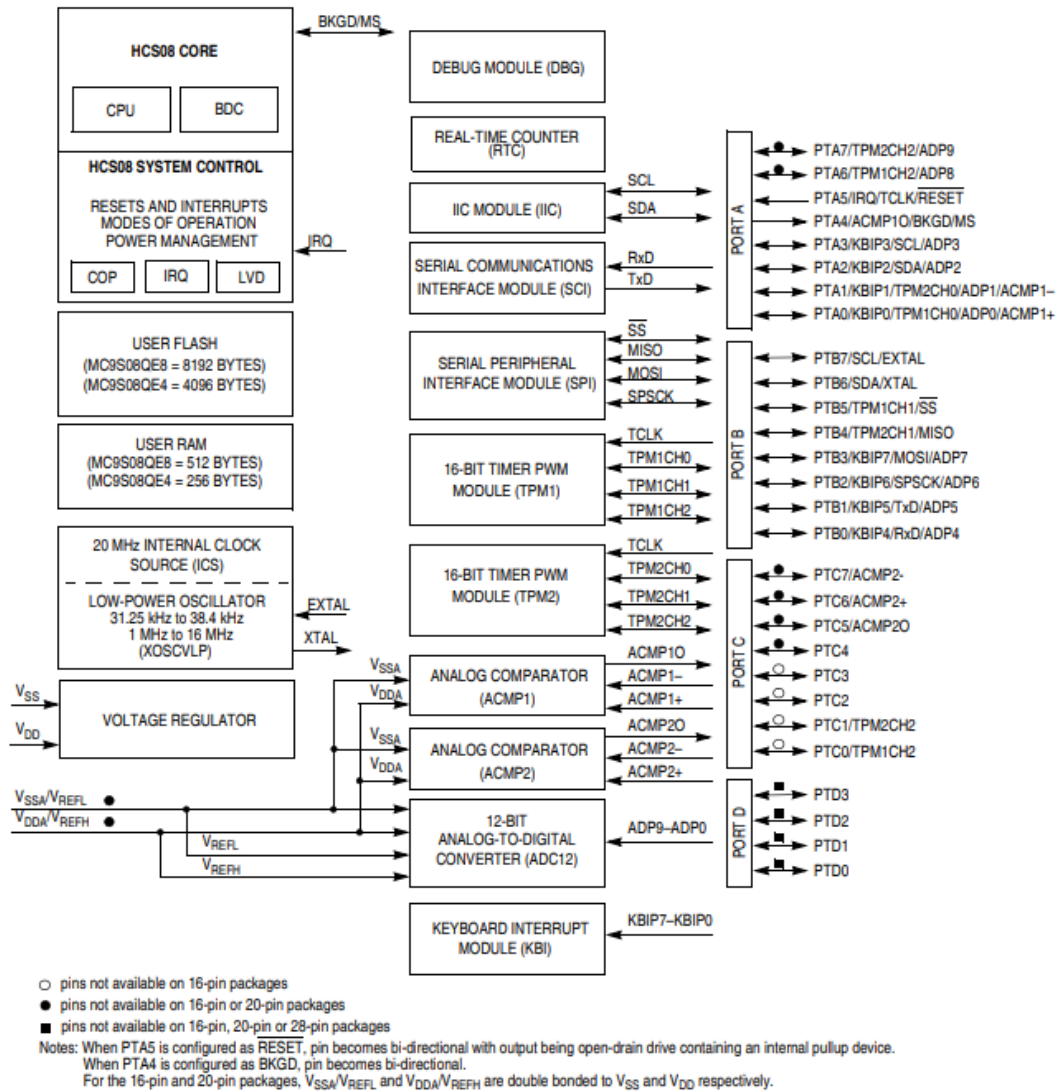 BKGD/MS
HCS08 CORE
CPU
BDC
HCS08 SYSTEM CONTROL
RESETS AND INTERRUPTS
MODES OF OPERATION
POWER MANAGEMENT
COP
IRQ
LVD
IRQ
USER FLASH
(MC9S08QE8 = 8192 BYTES)
(MC9S08QE4 = 4096 BYTES)
USER RAM
(MC9S08QE8 = 512 BYTES)
(MC9S08QE4 = 256 BYTES)
20 MHz INTERNAL CLOCK
SOURCE (ICS)
LOW-POWER OSCILLATOR
31.25 kHz to 38.4 kHz
1 MHz to 16 MHz
(XOSCVLP)
EXTAL
XTAL
VSS
VDD
VOLTAGE REGULATOR
VSSA/VREFL
VDDA/VREFH
VREFL
VREFH
VSSA
VDDA
VSSA
VDDA
DEBUG MODULE (DBG)
REAL-TIME COUNTER
(RTC)
IIC MODULE (IIC)
SCL
SDA
SERIAL COMMUNICATIONS
INTERFACE MODULE (SCI)
RxD
TxD
SERIAL PERIPHERAL
INTERFACE MODULE (SPI)
SS
MISO
MOSI
SPSCK
16-BIT TIMER PWM
MODULE (TPM1)
TCLK
TPM1CH0
TPM1CH1
TPM1CH2
16-BIT TIMER PWM
MODULE (TPM2)
TCLK
TPM2CH0
TPM2CH1
TPM2CH2
ANALOG COMPARATOR
(ACMP1)
ACMP1O
ACMP1–
ACMP1+
ANALOG COMPARATOR
(ACMP2)
ACMP2O
ACMP2–
ACMP2+
12-BIT
ANALOG-TO-DIGITAL
CONVERTER (ADC12)
ADP9–ADP0
KEYBOARD INTERRUPT
MODULE (KBI)
KBIP7–KBIP0
PORT A
PTA7/TPM2CH2/ADP9
PTA6/TPM1CH2/ADP8
PTA5/IRQ/TCLK/RESET
PTA4/ACMP1O/BKGD/MS
PTA3/KBIP3/SCL/ADP3
PTA2/KBIP2/SDA/ADP2
PTA1/KBIP1/TPM2CH0/ADP1/ACMP1–
PTA0/KBIP0/TPM1CH0/ADP0/ACMP1+
PORT B
PTB7/SCL/EXTAL
PTB6/SDA/XTAL
PTB5/TPM1CH1/SS
PTB4/TPM2CH1/MISO
PTB3/KBIP7/MOSI/ADP7
PTB2/KBIP6/SPSCK/ADP6
PTB1/KBIP5/TxD/ADP5
PTB0/KBIP4/RxD/ADP4
PORT C
PTC7/ACMP2-
PTC6/ACMP2+
PTC5/ACMP2O
PTC4
PTC3
PTC2
PTC1/TPM2CH2
PTC0/TPM1CH2
PORT D
PTD3
PTD2
PTD1
PTD0
○ pins not available on 16-pin packages
● pins not available on 16-pin or 20-pin packages
■ pins not available on 16-pin, 20-pin or 28-pin packages
Notes: When PTA5 is configured as RESET, pin becomes bi-directional with output being open-drain drive containing an internal pullup device.
When PTA4 is configured as BKGD, pin becomes bi-directional.
For the 16-pin and 20-pin packages, VSSA/VREFL and VDDA/VREFH are double bonded to VSS and VDD respectively.